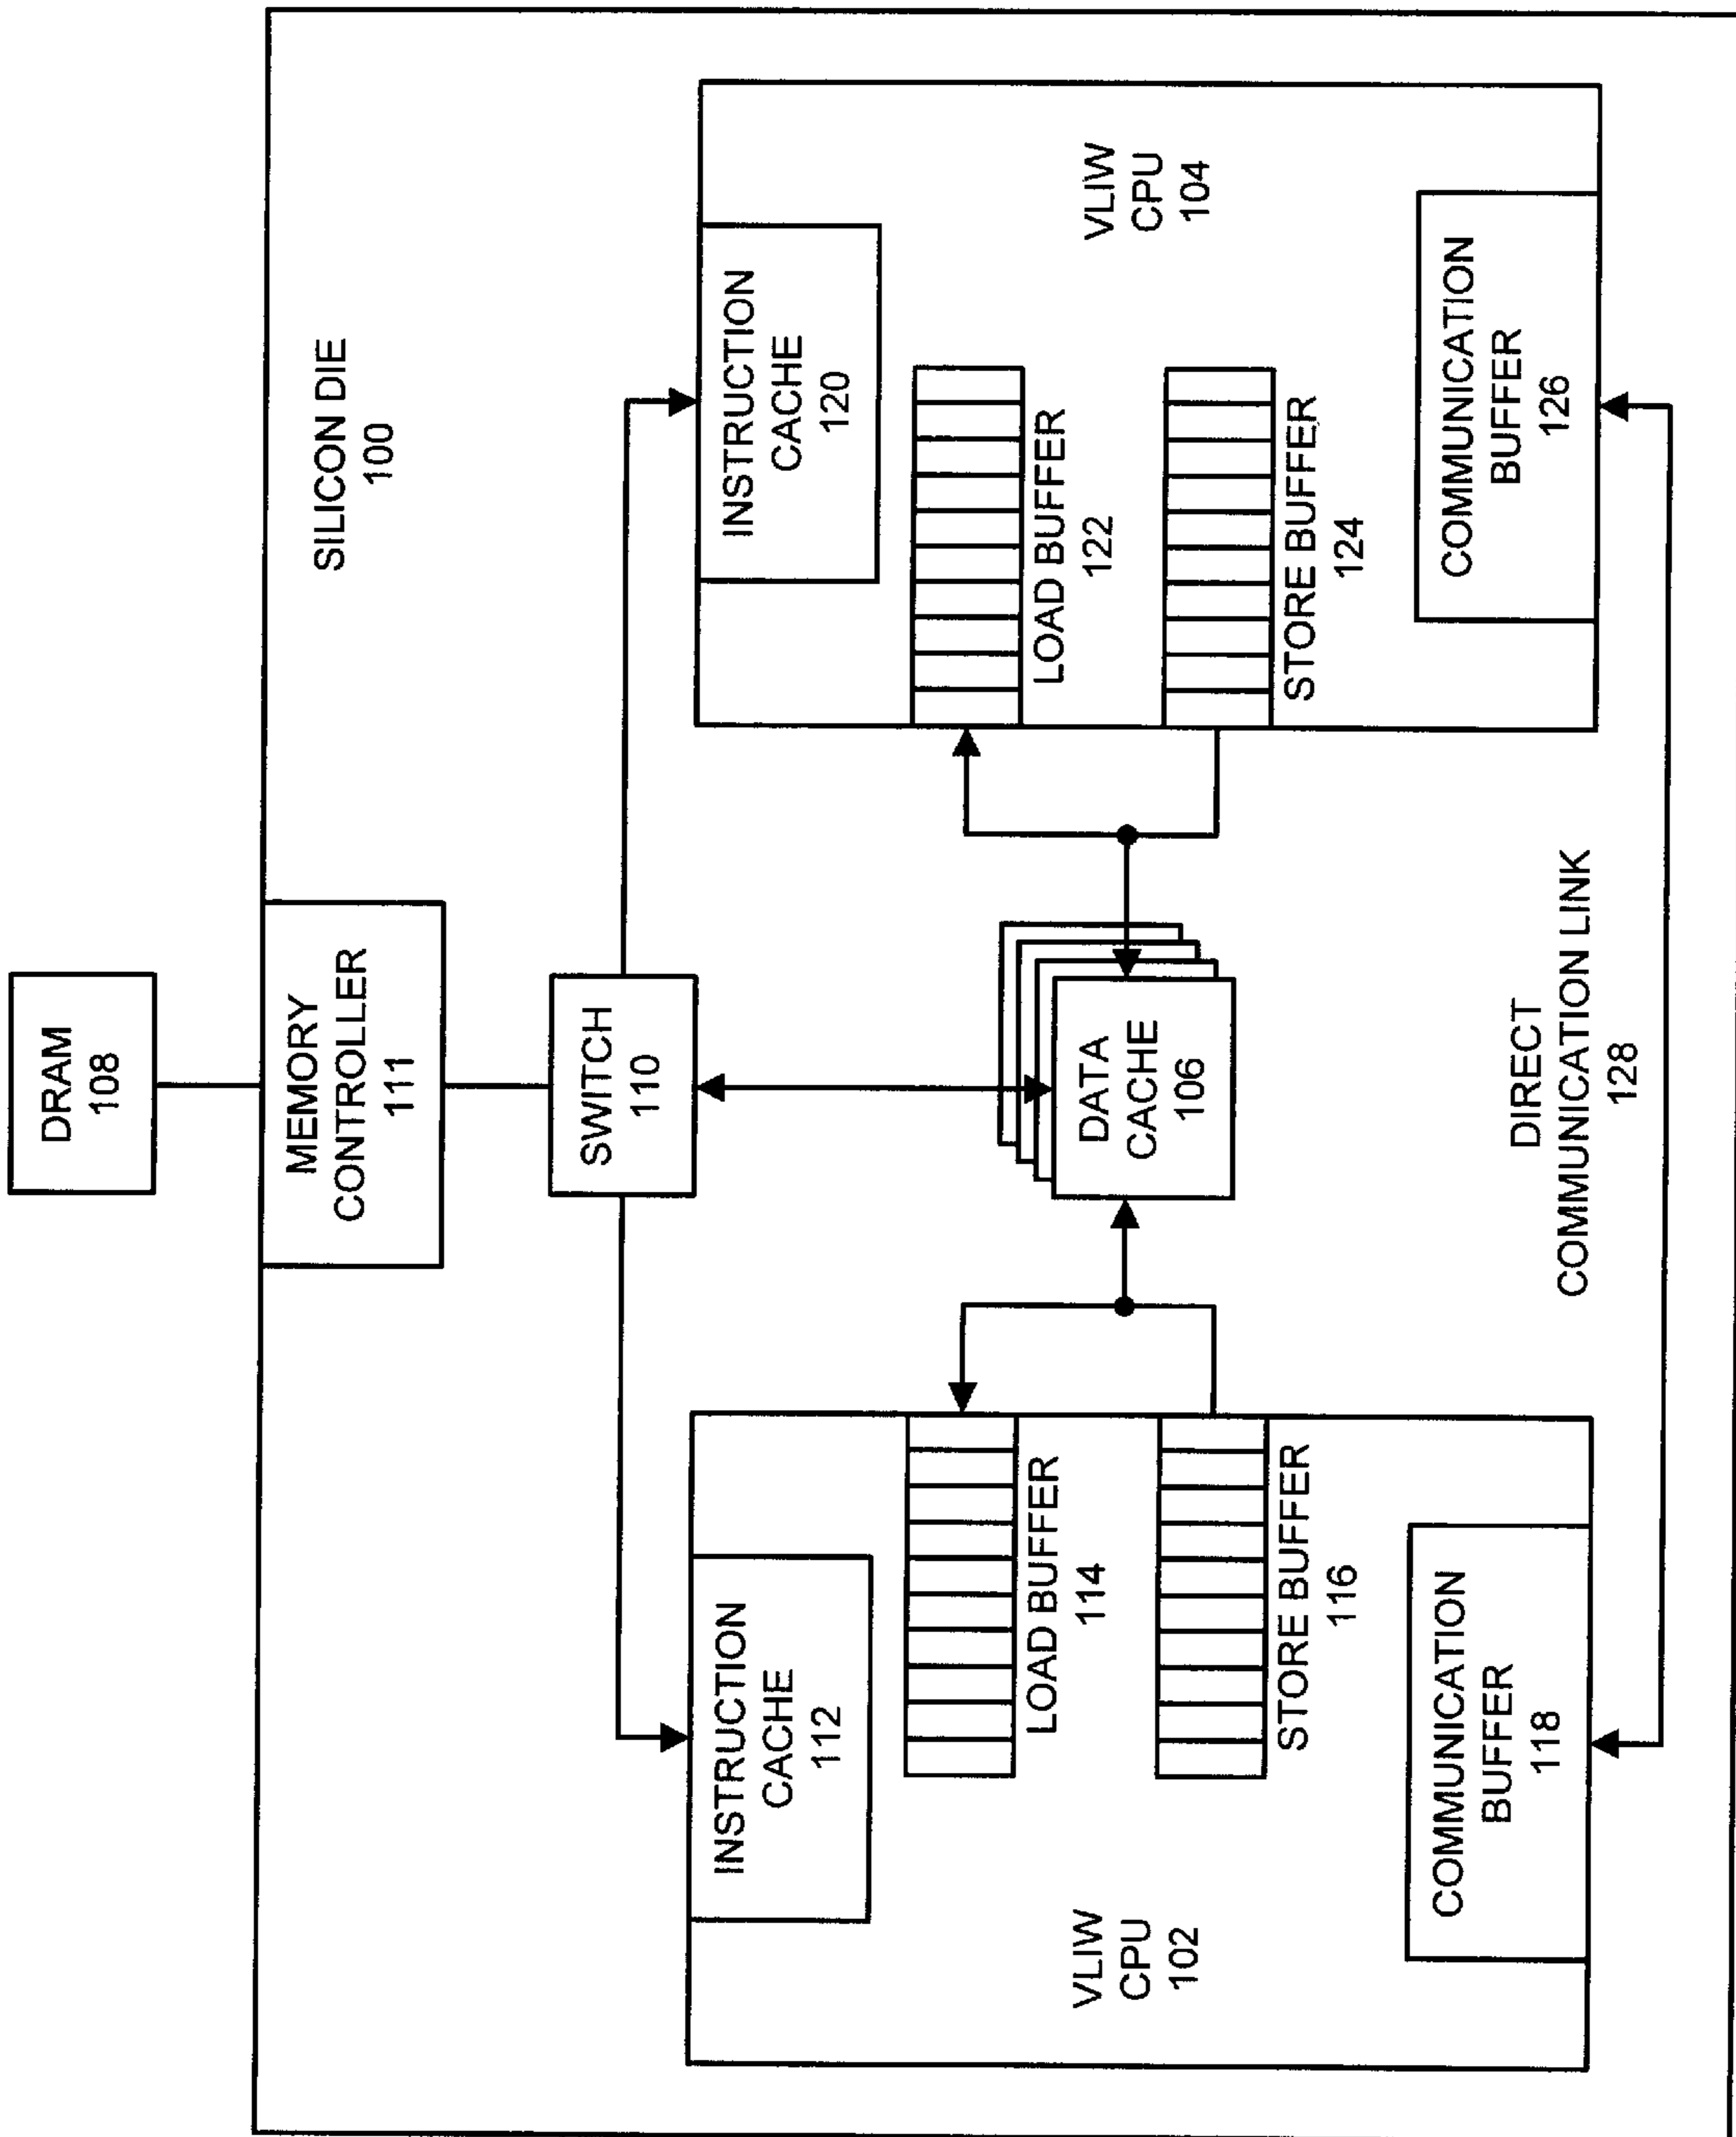 DRAM
108
SILICON DIE
100
MEMORY
CONTROLLER
111
SWITCH
110
INSTRUCTION
CACHE
112
LOAD BUFFER
114
STORE BUFFER
116
VLIW
CPU
102
COMMUNICATION
BUFFER
118
DATA
CACHE
106
INSTRUCTION
CACHE
120
LOAD BUFFER
122
STORE BUFFER
124
VLIW
CPU
104
COMMUNICATION
BUFFER
126
DIRECT
COMMUNICATION LINK
128